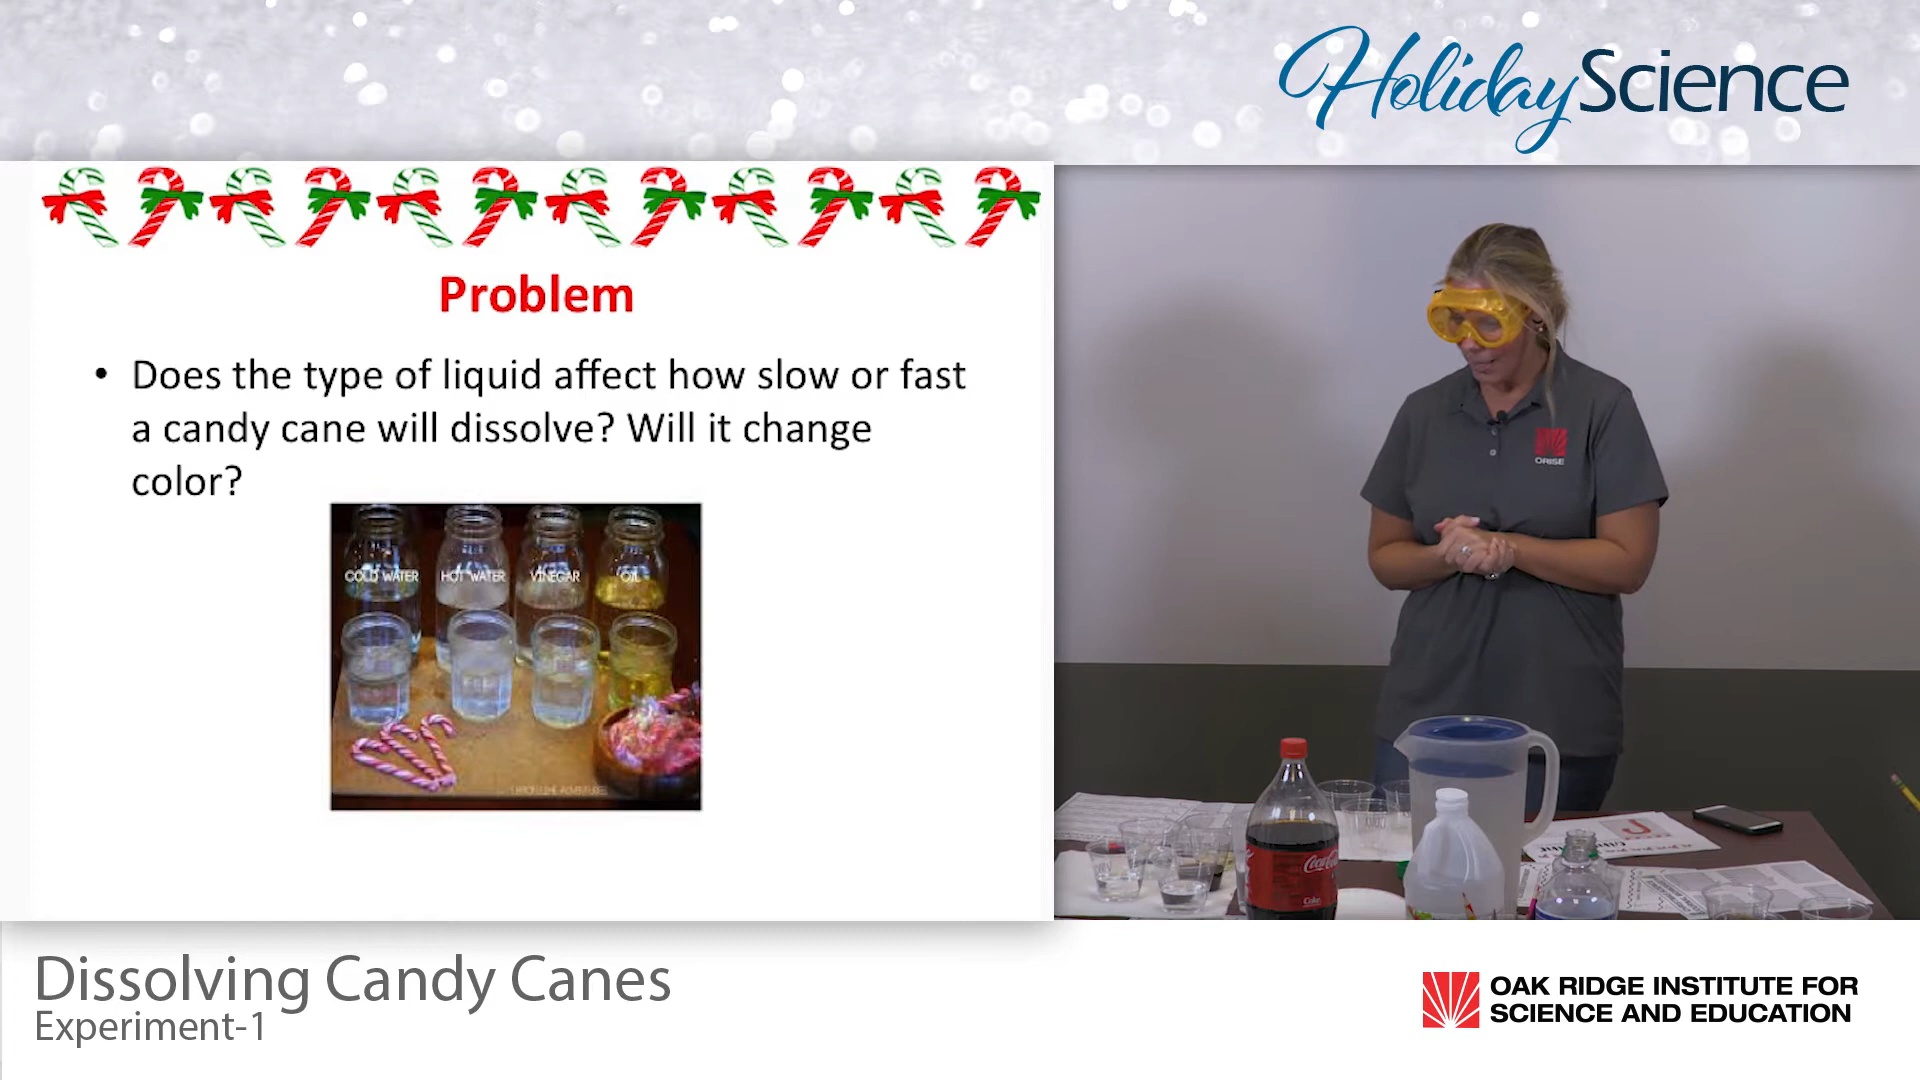 HolidayScience
Problem
• Does the type of liquid affect how slow or fast
a candy cane will dissolve? Will it change
color?
COLD WATER
HOT WATER
VINEGAR
OIL
ORISE
Coca-Cola
Coke
Dissolving Candy Canes
Experiment-1
OAK RIDGE INSTITUTE FOR
SCIENCE AND EDUCATION